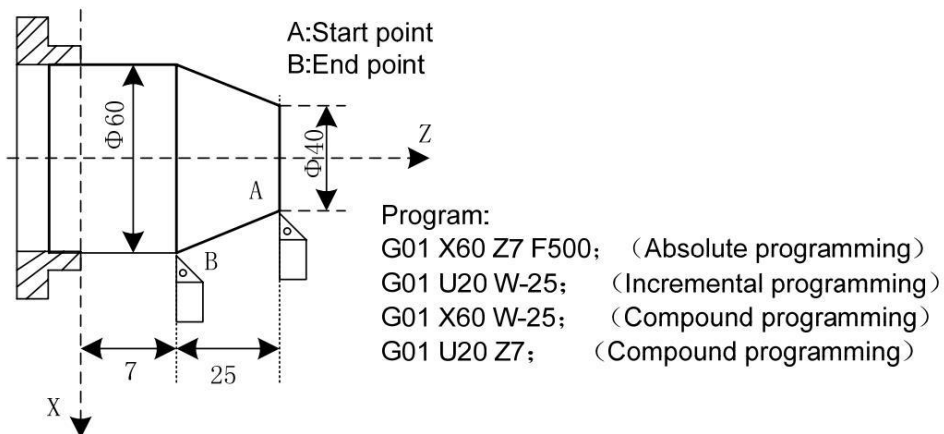 A:Start point
B:End point
Φ60
Φ40
Z
A
B
7
25
X
Program:
G01 X60 Z7 F500; （Absolute programming）
G01 U20 W-25; （Incremental programming）
G01 X60 W-25; （Compound programming）
G01 U20 Z7; （Compound programming）